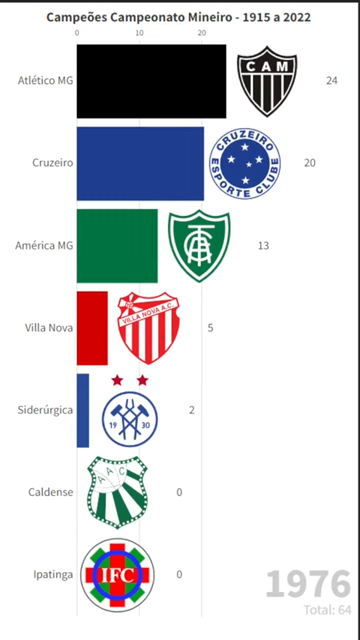 Campeões Campeonato Mineiro - 1915 a 2022
0 10 20
Atlético MG CAM 24
Cruzeiro CRUZEIRO ESPORTE CLUBE 20
América MG 13
Villa Nova VILLA NOVA A.C. 5
Siderúrgica 19 30 2
Caldense A A C 0
Ipatinga IFC 0
1976
Total: 64